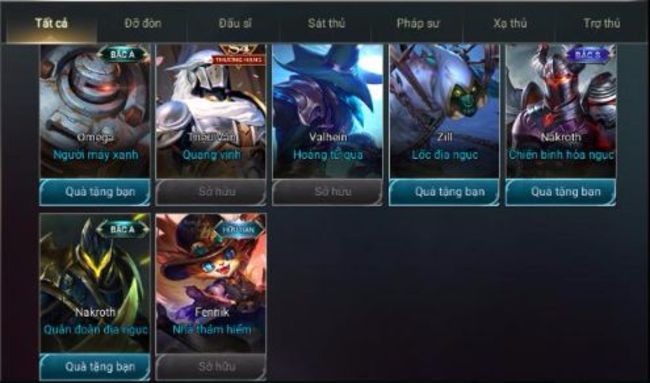 Tất cả Đỡ đòn Đấu sĩ Sát thủ Pháp sư Xạ thủ Trợ thủ
BẬC A S4 BẬC S
THƯỞNG HẠNG
Omega Triệu Vân Valhein Zill Nakroth
Người máy xanh Quang vinh Hoàng tử quạ Lốc địa ngục Chiến binh hỏa ngục
Quà tặng bạn Sở hữu Sở hữu Quà tặng bạn Quà tặng bạn
BẬC A HỮU HẠN
Nakroth Fennik
Quân đoàn địa ngục Nhà thám hiểm
Quà tặng bạn Sở hữu